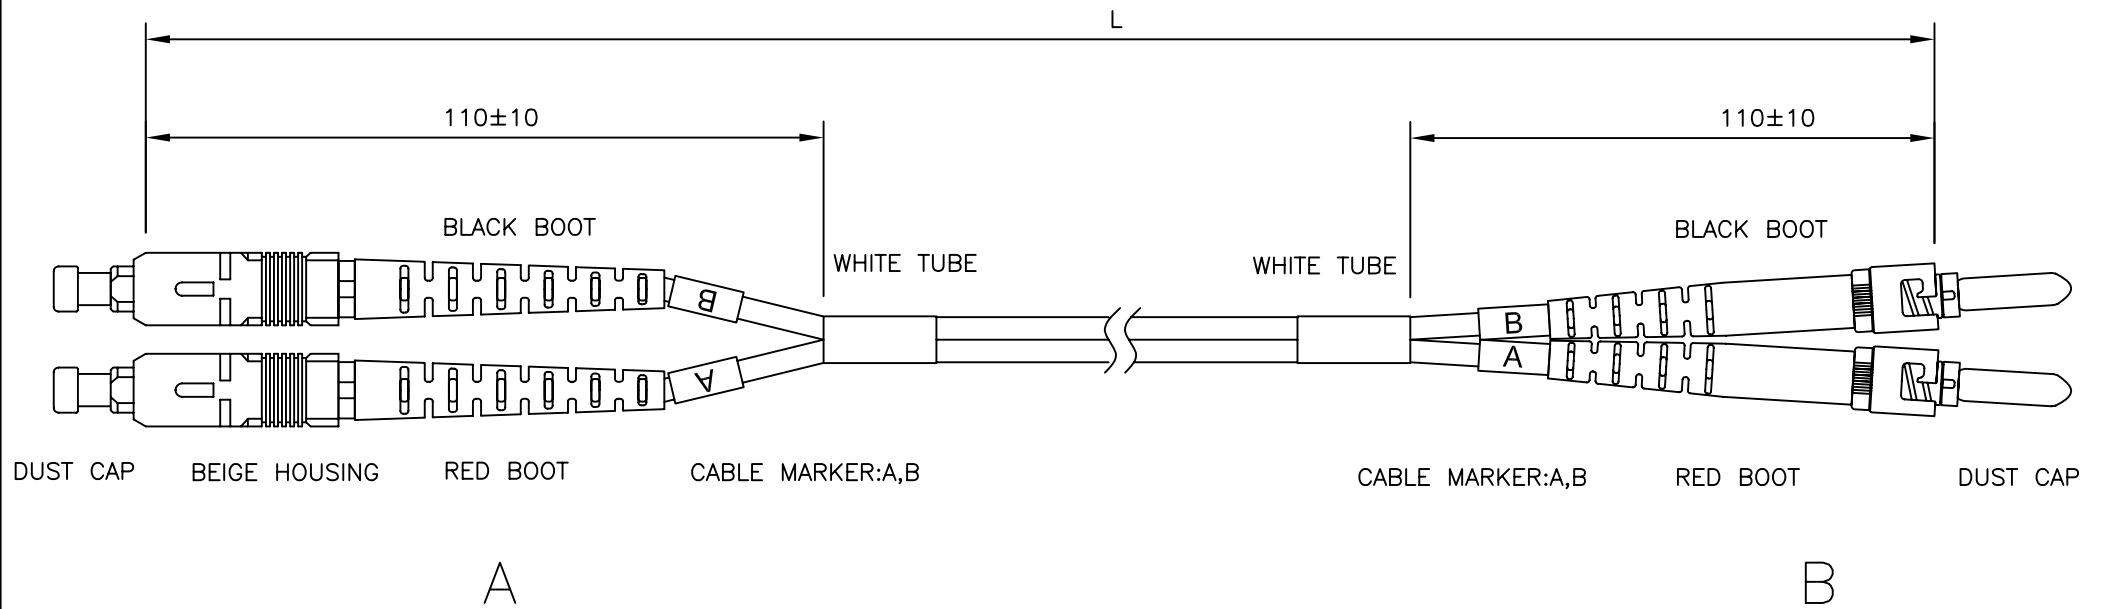 L
110±10
110±10
BLACK BOOT
BLACK BOOT
WHITE TUBE
WHITE TUBE
B
B
A
A
DUST CAP
BEIGE HOUSING
RED BOOT
CABLE MARKER:A,B
CABLE MARKER:A,B
RED BOOT
DUST CAP
A
B